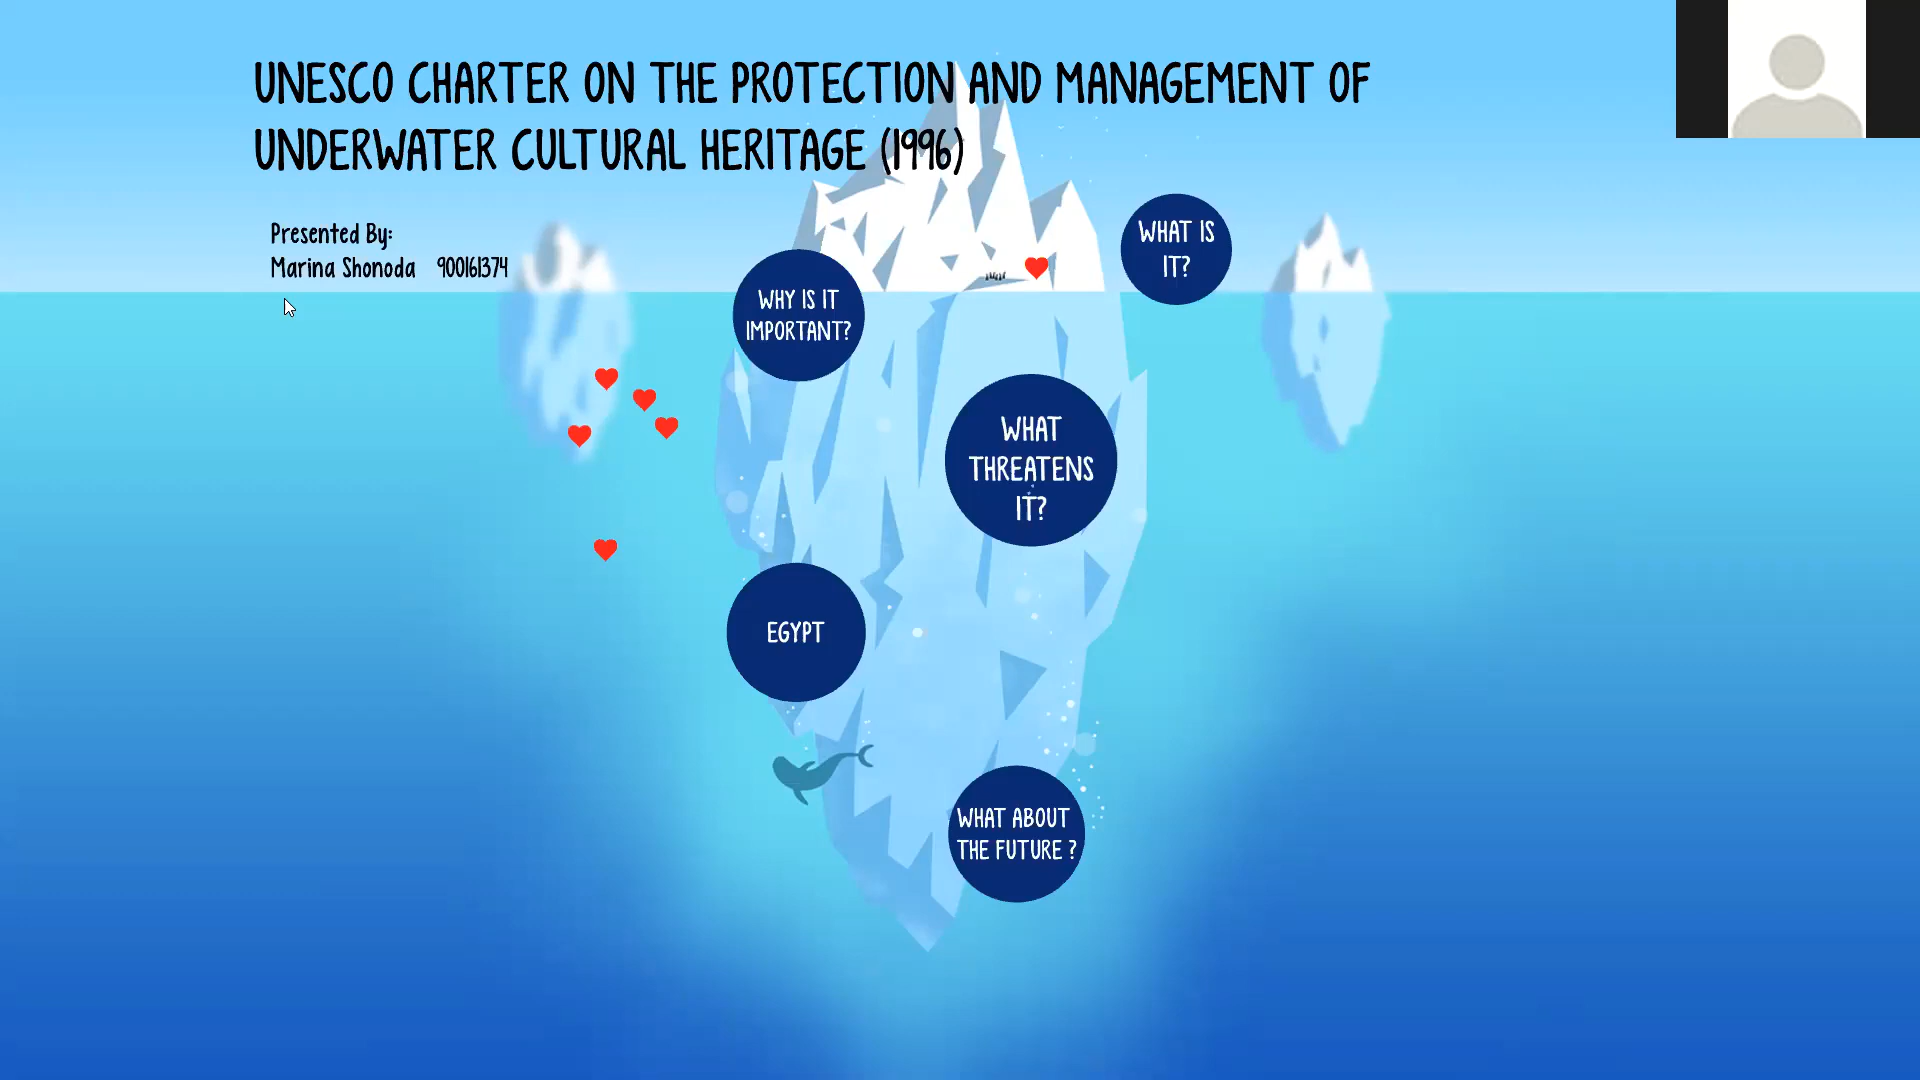 UNESCO CHARTER ON THE PROTECTION AND MANAGEMENT OF
UNDERWATER CULTURAL HERITAGE (1996)
Presented By:
Marina Shonoda 900161374
WHAT IS
IT?
WHY IS IT
IMPORTANT?
WHAT
THREATENS
IT?
EGYPT
WHAT ABOUT
THE FUTURE ?